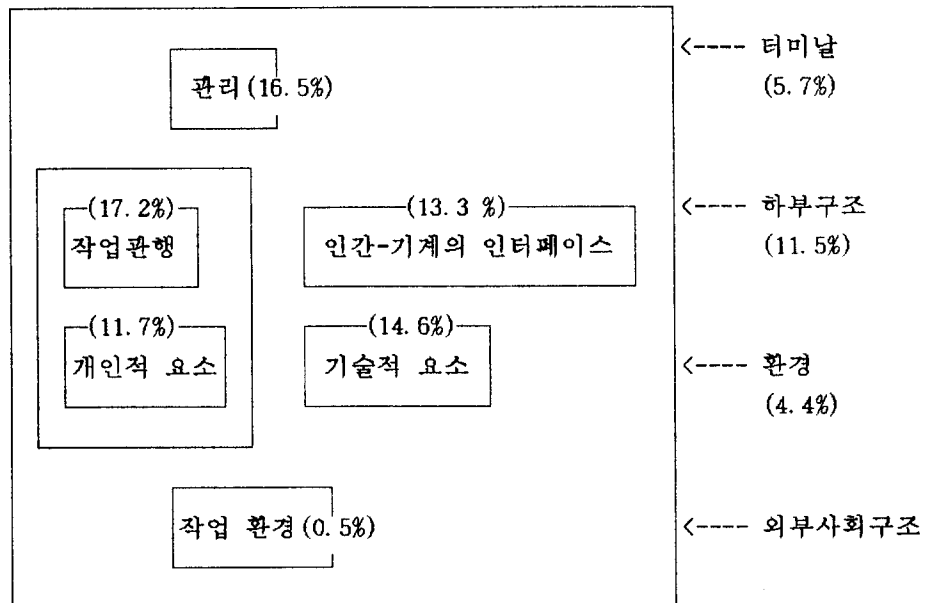 <---- 터미날
관리(16.5%)
(5.7%)
(17.2%)
(13.3 %)
<---- 하부구조
작업관행
인간-기계의 인터페이스
(11.5%)
(11.7%)
(14.6%)
개인적 요소
기술적 요소
<---- 환경
(4.4%)
작업 환경(0.5%)
<---- 외부사회구조